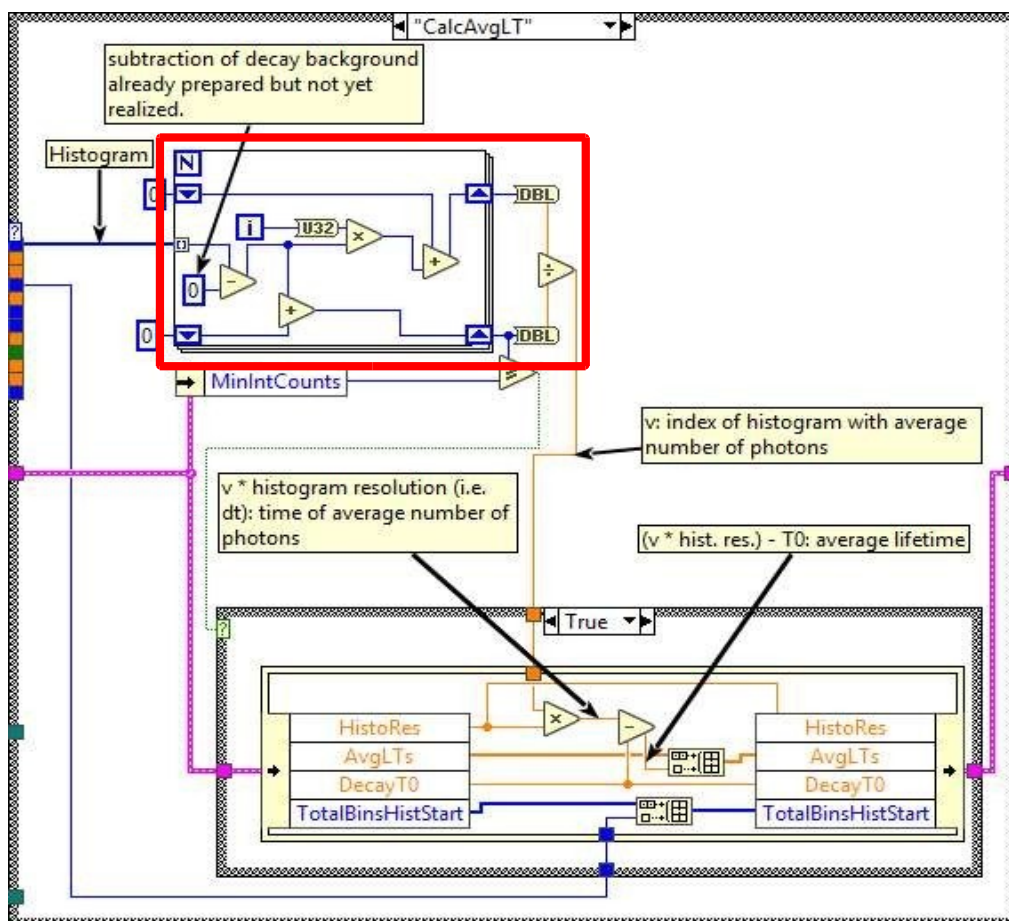 "CalcAvgLT"
subtraction of decay background
already prepared but not yet
realized.
Histogram
N
0
DBL
i
U32
x
+
÷
-
0
+
0
DBL
MinIntCounts
v: index of histogram with average
number of photons
v * histogram resolution (i.e.
dt): time of average number of
photons
(v * hist. res.) - T0: average lifetime
?
?
True
x
-
HistoRes
HistoRes
AvgLTs
AvgLTs
DecayT0
DecayT0
TotalBinsHistStart
TotalBinsHistStart